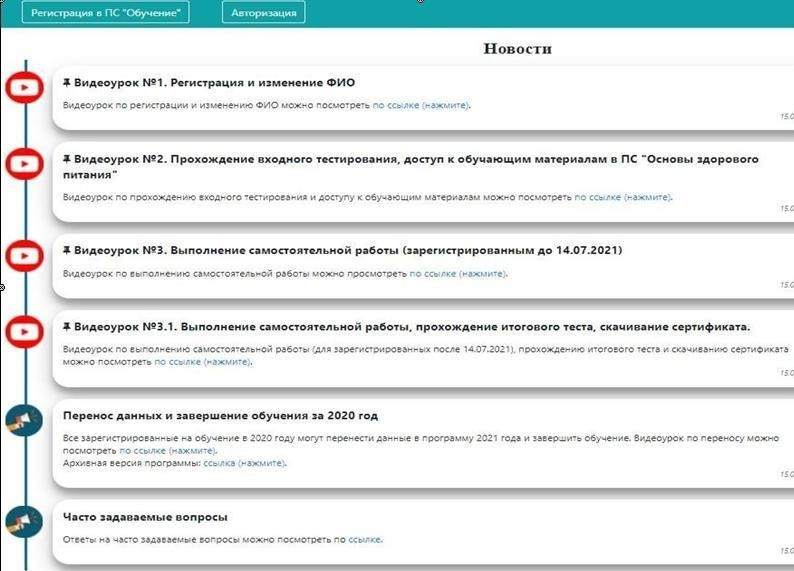 Регистрация в ПС "Обучение"
Авторизация
Новости
Видеоурок №1. Регистрация и изменение ФИО
Видеоурок по регистрации и изменению ФИО можно посмотреть по ссылке (нажмите).
15.0
Видеоурок №2. Прохождение входного тестирования, доступ к обучающим материалам в ПС "Основы здорового
питания"
Видеоурок по прохождению входного тестирования и доступу к обучающим материалам можно посмотреть по ссылке (нажмите).
15.0
Видеоурок №3. Выполнение самостоятельной работы (зарегистрированным до 14.07.2021)
Видеоурок по выполнению самостоятельной работы можно просмотреть по ссылке (нажмите).
15.0
Видеоурок №3.1. Выполнение самостоятельной работы, прохождение итогового теста, скачивание сертификата.
Видеоурок по выполнению самостоятельной работы (для зарегистрированных после 14.07.2021), прохождению итогового теста и скачиванию сертификата
можно посмотреть по ссылке (нажмите).
15.0
Перенос данных и завершение обучения за 2020 год
Все зарегистрированные на обучение в 2020 году могут перенести данные в программу 2021 года и завершить обучение. Видеоурок по переносу можно
посмотреть по ссылке (нажмите).
Архивная версия программы: ссылка (нажмите).
15.0
Часто задаваемые вопросы
Ответы на часто задаваемые вопросы можно посмотреть по ссылке.
15.0